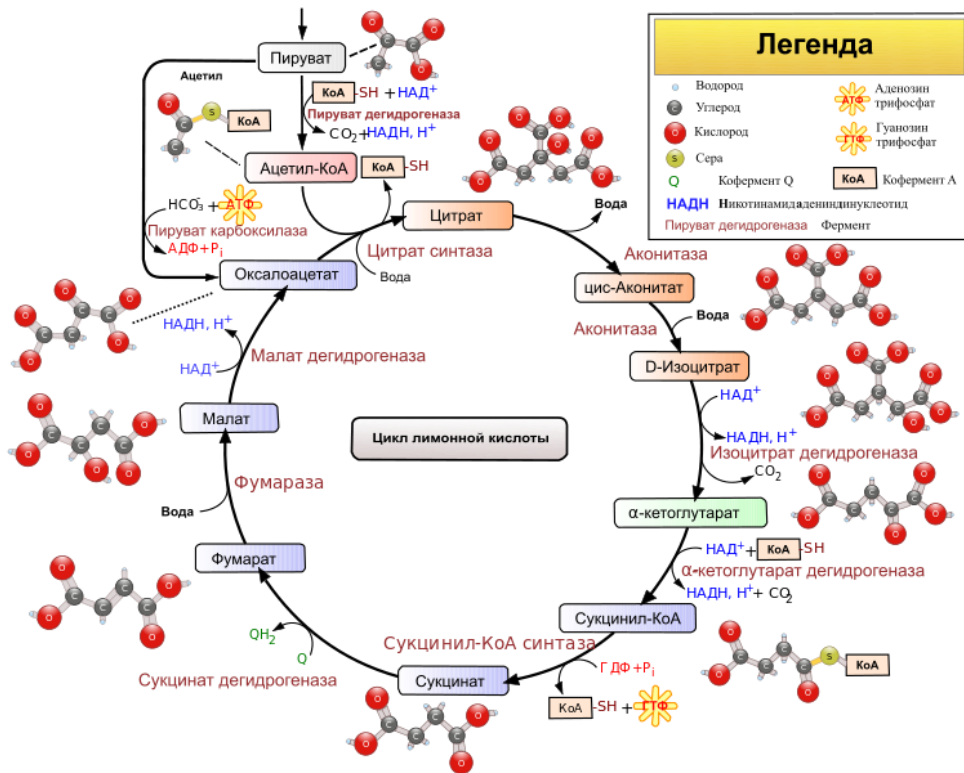 Легенда
Водород
Углерод
Кислород
Сера
Q Кофермент Q
НАДН Никотинамидадениндинуклеотид
Пируват дегидрогеназа Фермент
АТФ Аденозин
трифосфат
ГТФ Гуанозин
трифосфат
КоА Кофермент А
Пируват
Ацетил
КоА-SH + НАД⁺
Пируват дегидрогеназа
CO₂+НАДН, H⁺
S КоА
Ацетил-КоА
КоА-SH
HCO₃⁻ + АТФ
Пируват карбоксилаза
АДФ+Pᵢ
Цитрат
Цитрат синтаза
Вода
Вода
Аконитаза
цис-Аконитат
Аконитаза
Вода
D-Изоцитрат
НАД⁺
НАДН, H⁺
Изоцитрат дегидрогеназа
CO₂
α-кетоглутарат
НАД⁺ + КоА-SH
α-кетоглутарат дегидрогеназа
НАДН, H⁺ + CO₂
Сукцинил-КоА
S КоА
Сукцинил-КоА синтаза
ГДФ+Pᵢ
КоА-SH + ГТФ
Сукцинат
QH₂
Q
Сукцинат дегидрогеназа
Фумарат
Вода
Фумараза
Малат
НАД⁺
Малат дегидрогеназа
НАДН, H⁺
Оксалоацетат
Цикл лимонной кислоты